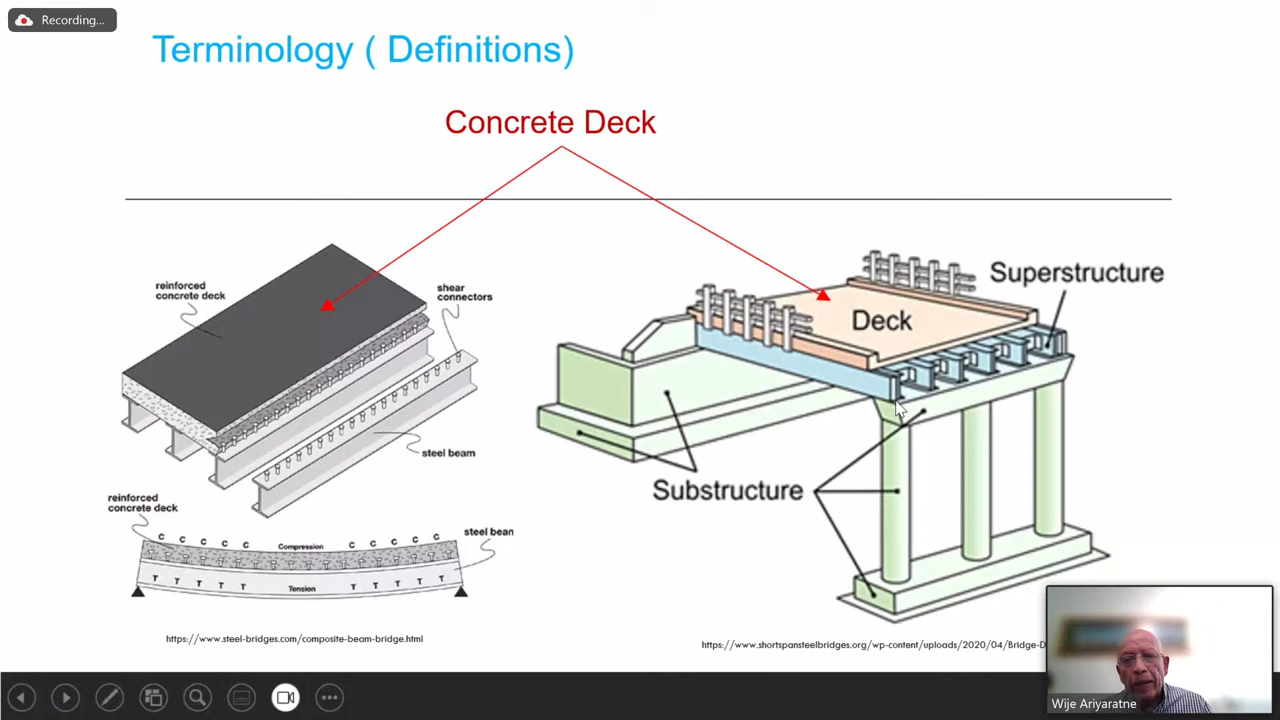 Recording...
Terminology ( Definitions)
Concrete Deck
reinforced
concrete deck
shear
connectors
steel beam
reinforced
concrete deck
steel bean
C C C C C Compression C C C C C
T T T T T Tension T T T T T
https://www.steel-bridges.com/composite-beam-bridge.html
Superstructure
Deck
Substructure
https://www.shortspansteelbridges.org/wp-content/uploads/2020/04/Bridge-D
Wije Ariyaratne